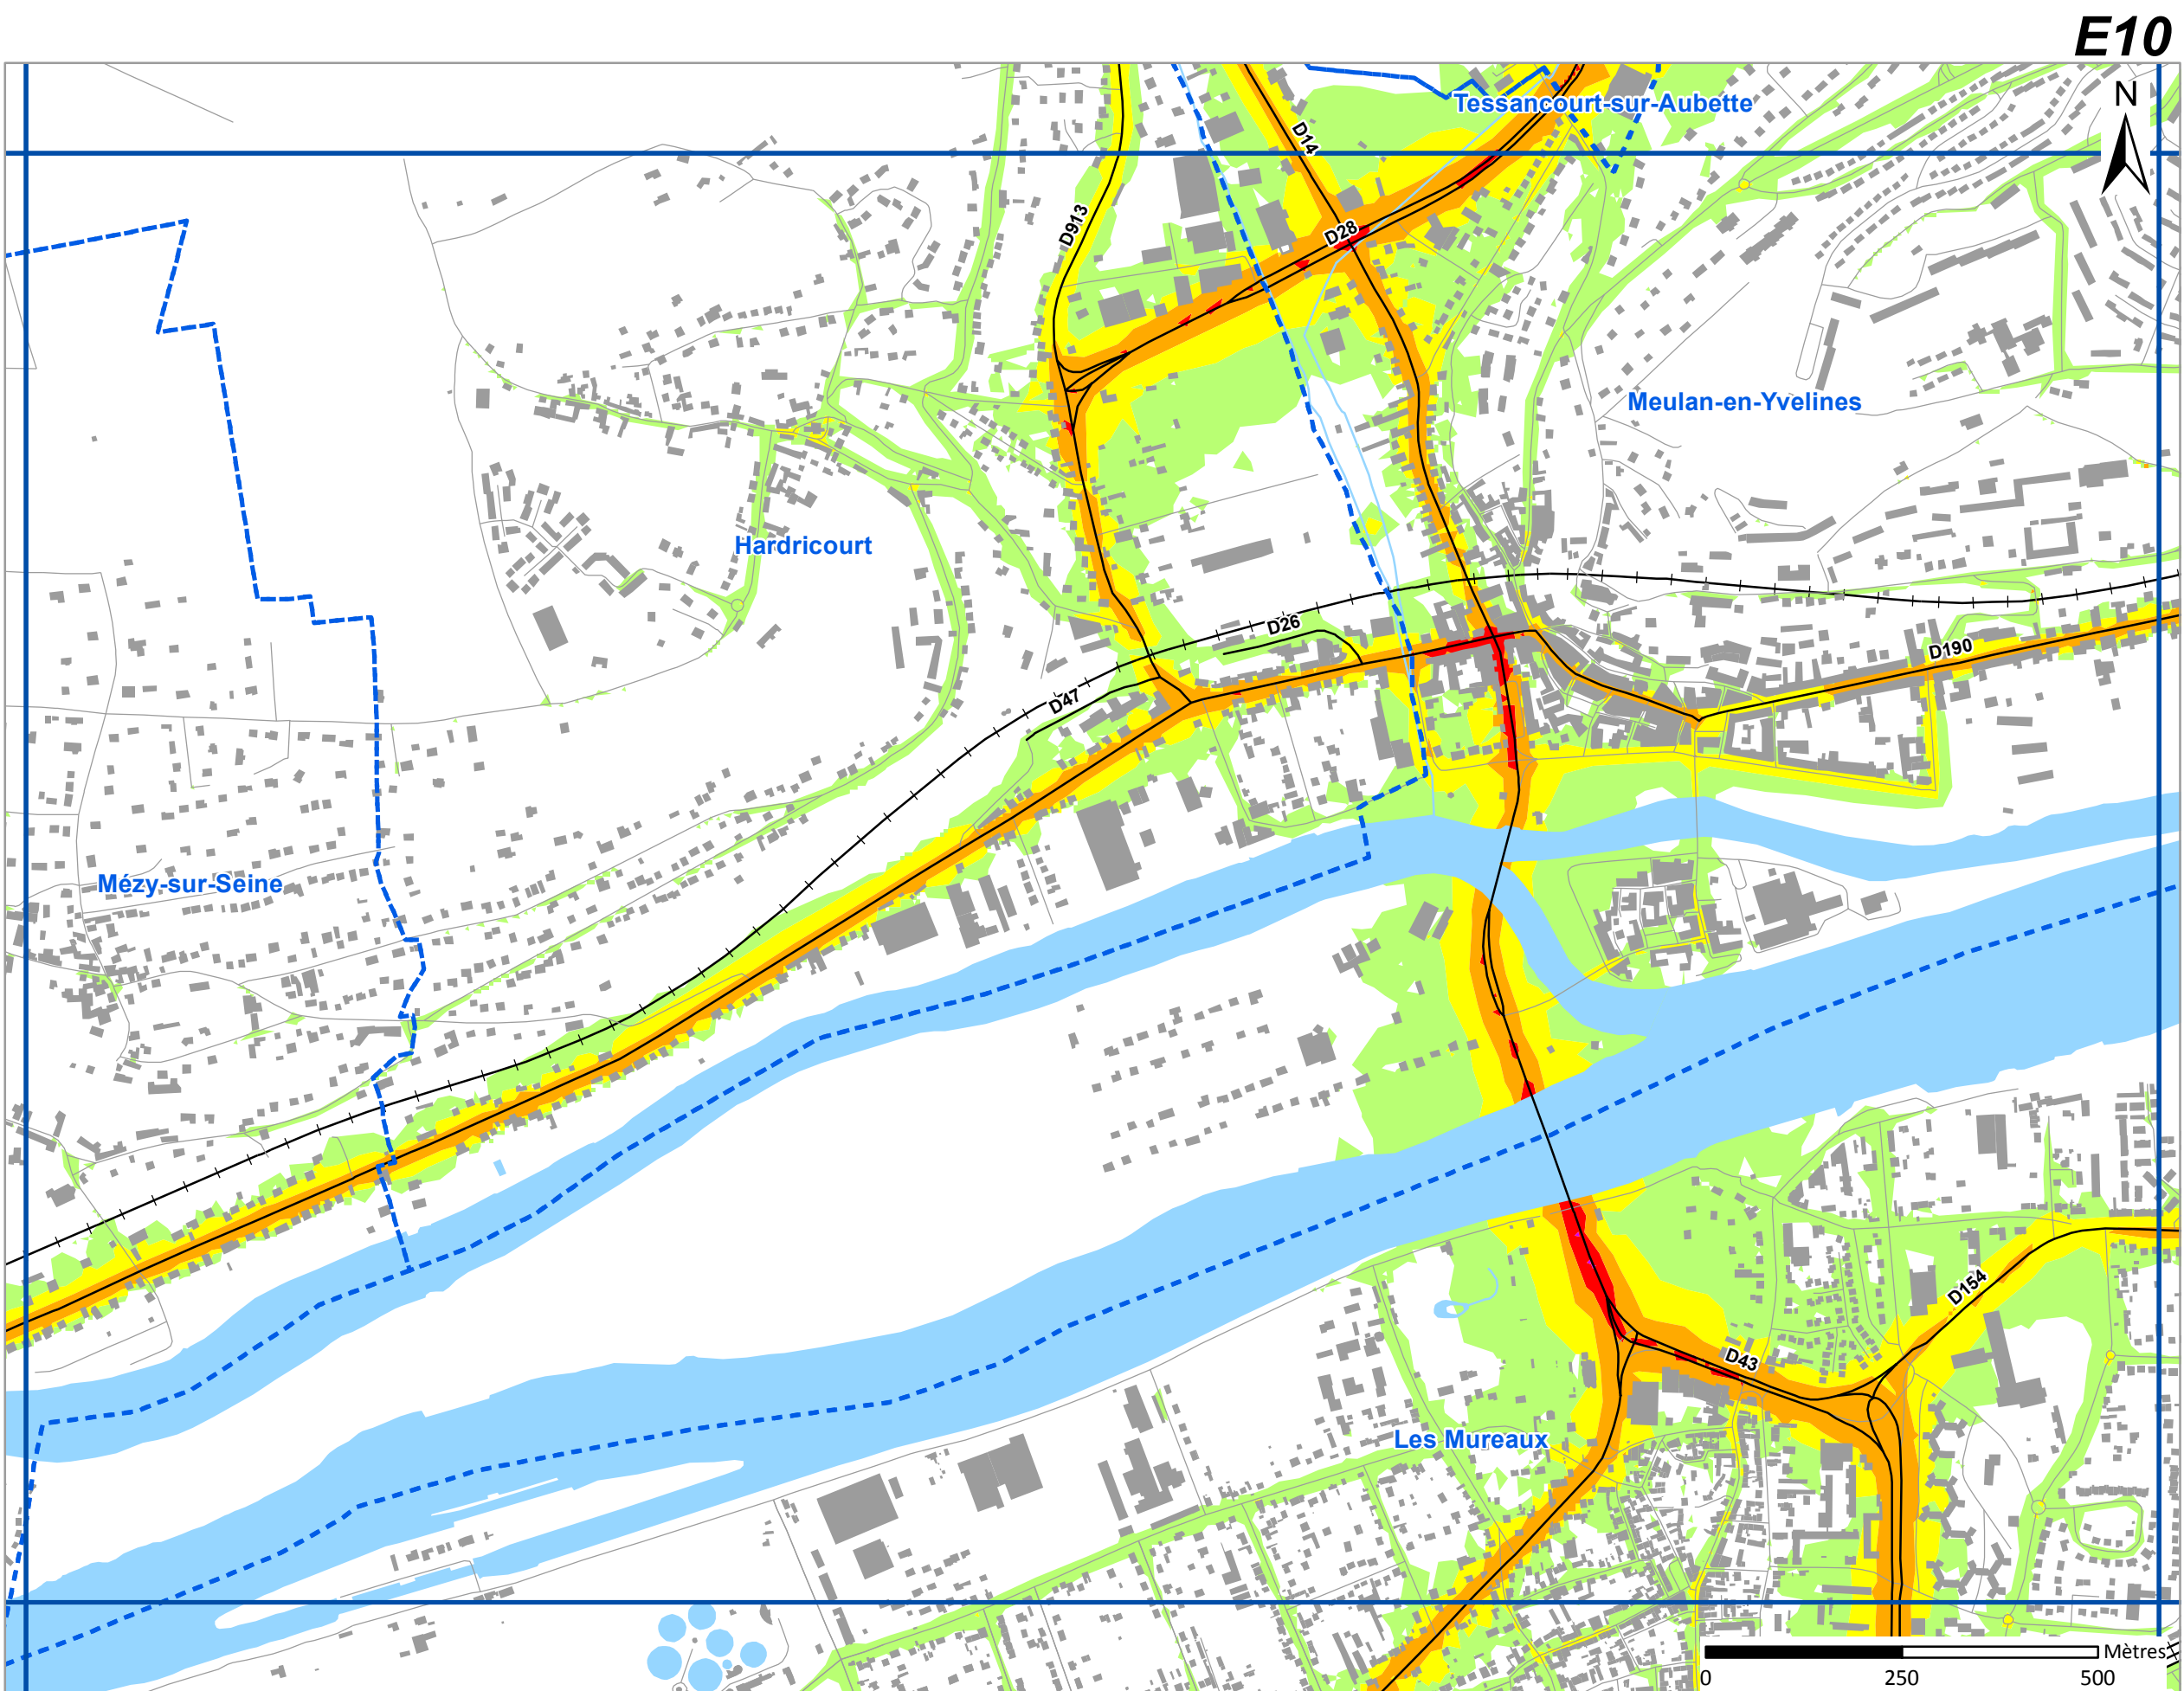 E10
N
Tessancourt-sur-Aubette
D14
D913
D28
Meulan-en-Yvelines
Hardricourt
D26
D190
D47
Mézy-sur-Seine
D154
D43
Les Mureaux
Mètres
0 250 500